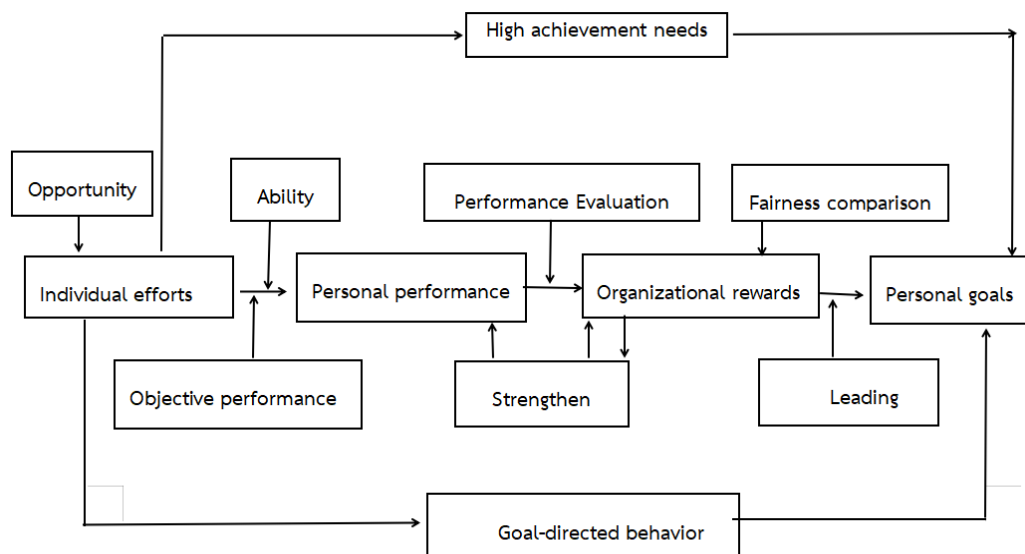 High achievement needs
Opportunity
Ability
Performance Evaluation
Fairness comparison
Individual efforts
Personal performance
Organizational rewards
Personal goals
Objective performance
Strengthen
Leading
Goal-directed behavior